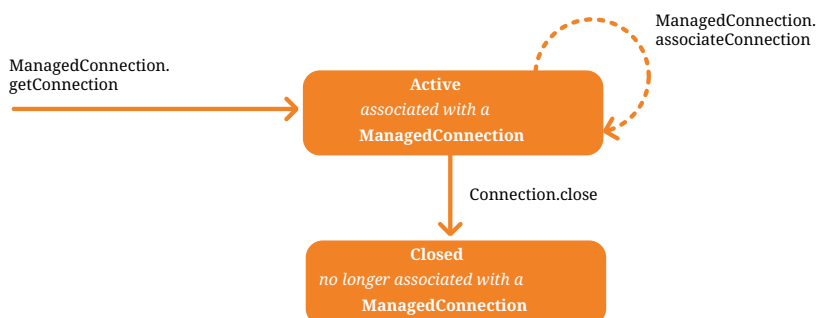 ManagedConnection.
associateConnection
ManagedConnection.
getConnection
Active
associated with a
ManagedConnection
Connection.close
Closed
no longer associated with a
ManagedConnection